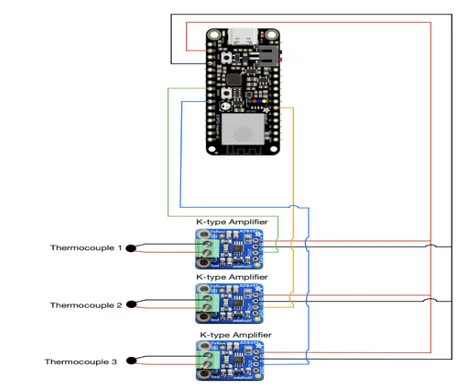 K-type Amplifier
Thermocouple 1
K-type Amplifier
Thermocouple 2
K-type Amplifier
Thermocouple 3